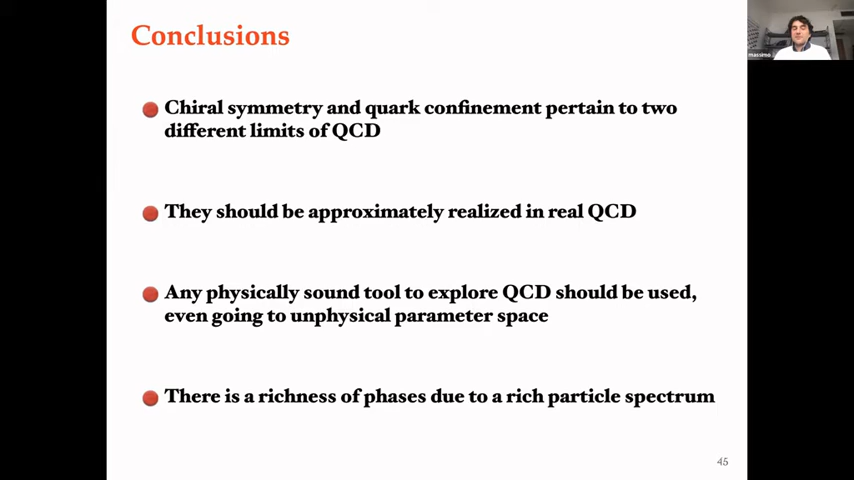 Conclusions
Chiral symmetry and quark confinement pertain to two
different limits of QCD
They should be approximately realized in real QCD
Any physically sound tool to explore QCD should be used,
even going to unphysical parameter space
There is a richness of phases due to a rich particle spectrum
45
massimo